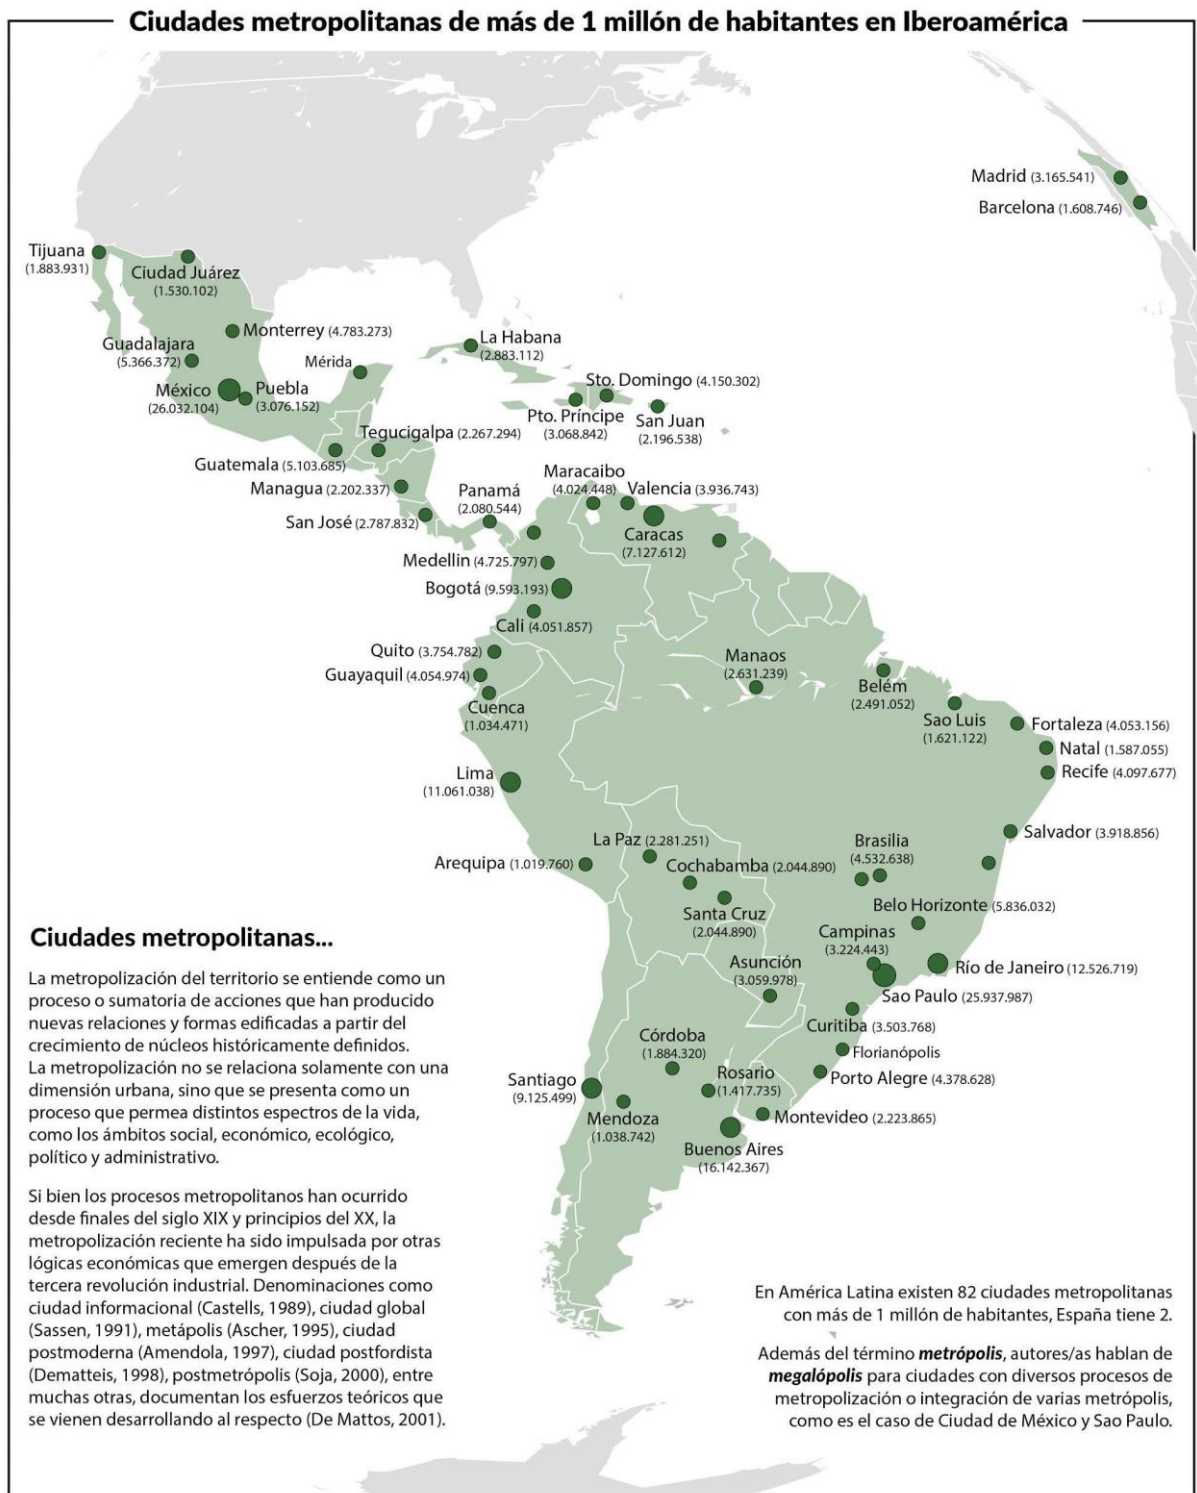 Ciudades metropolitanas de más de 1 millón de habitantes en Iberoamérica
Madrid (3.165.541)
Barcelona (1.608.746)
Tijuana
(1.883.931)
Ciudad Juárez
(1.530.102)
Monterrey (4.783.273)
Guadalajara
(5.366.372)
Mérida
La Habana
(2.883.112)
México
(26.032.104)
Puebla
(3.076.152)
Sto. Domingo (4.150.302)
Pto. Príncipe
(3.068.842)
San Juan
(2.196.538)
Tegucigalpa (2.267.294)
Guatemala (5.103.685)
Managua (2.202.337)
San José (2.787.832)
Panamá
(2.080.544)
Maracaibo
(4.024.448)
Valencia (3.936.743)
Caracas
(7.127.612)
Medellin (4.725.797)
Bogotá (9.593.193)
Cali (4.051.857)
Quito (3.754.782)
Guayaquil (4.054.974)
Cuenca
(1.034.471)
Manaos
(2.631.239)
Belém
(2.491.052)
Sao Luis
(1.621.122)
Fortaleza (4.053.156)
Natal (1.587.055)
Recife (4.097.677)
Lima
(11.061.038)
Salvador (3.918.856)
La Paz (2.281.251)
Brasilia
(4.532.638)
Arequipa (1.019.760)
Cochabamba (2.044.890)
Santa Cruz
(2.044.890)
Belo Horizonte (5.836.032)
Campinas
(3.224.443)
Asunción
(3.059.978)
Río de Janeiro (12.526.719)
Sao Paulo (25.937.987)
Curitiba (3.503.768)
Florianópolis
Porto Alegre (4.378.628)
Córdoba
(1.884.320)
Rosario
(1.417.735)
Santiago
(9.125.499)
Mendoza
(1.038.742)
Montevideo (2.223.865)
Buenos Aires
(16.142.367)
Ciudades metropolitanas...
La metropolización del territorio se entiende como un
proceso o sumatoria de acciones que han producido
nuevas relaciones y formas edificadas a partir del
crecimiento de núcleos históricamente definidos.
La metropolización no se relaciona solamente con una
dimensión urbana, sino que se presenta como un
proceso que permea distintos espectros de la vida,
como los ámbitos social, económico, ecológico,
político y administrativo.
Si bien los procesos metropolitanos han ocurrido
desde finales del siglo XIX y principios del XX, la
metropolización reciente ha sido impulsada por otras
lógicas económicas que emergen después de la
tercera revolución industrial. Denominaciones como
ciudad informacional (Castells, 1989), ciudad global
(Sassen, 1991), metápolis (Ascher, 1995), ciudad
postmoderna (Amendola, 1997), ciudad postfordista
(Dematteis, 1998), postmetrópolis (Soja, 2000), entre
muchas otras, documentan los esfuerzos teóricos que
se vienen desarrollando al respecto (De Mattos, 2001).
En América Latina existen 82 ciudades metropolitanas
con más de 1 millón de habitantes, España tiene 2.
Además del término metrópolis, autores/as hablan de
megalópolis para ciudades con diversos procesos de
metropolización o integración de varias metrópolis,
como es el caso de Ciudad de México y Sao Paulo.